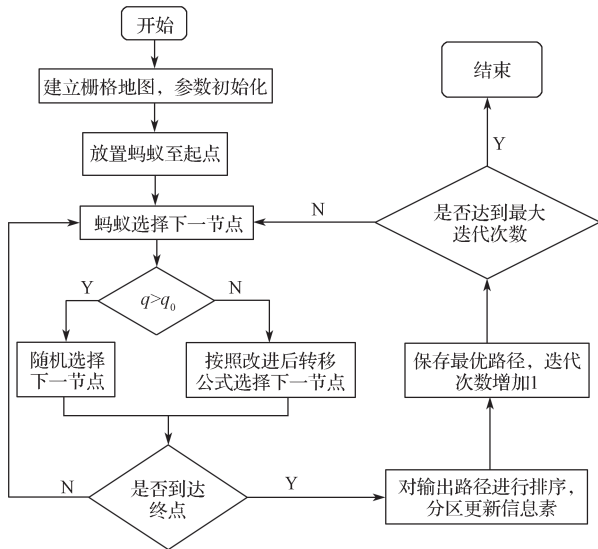 开始
建立栅格地图，参数初始化
放置蚂蚁至起点
蚂蚁选择下一节点
q>q₀
Y
N
随机选择
下一节点
按照改进后转移
公式选择下一节点
是否到达
终点
N
Y
对输出路径进行排序，
分区更新信息素
保存最优路径，迭代
次数增加1
是否达到最大
迭代次数
N
Y
结束